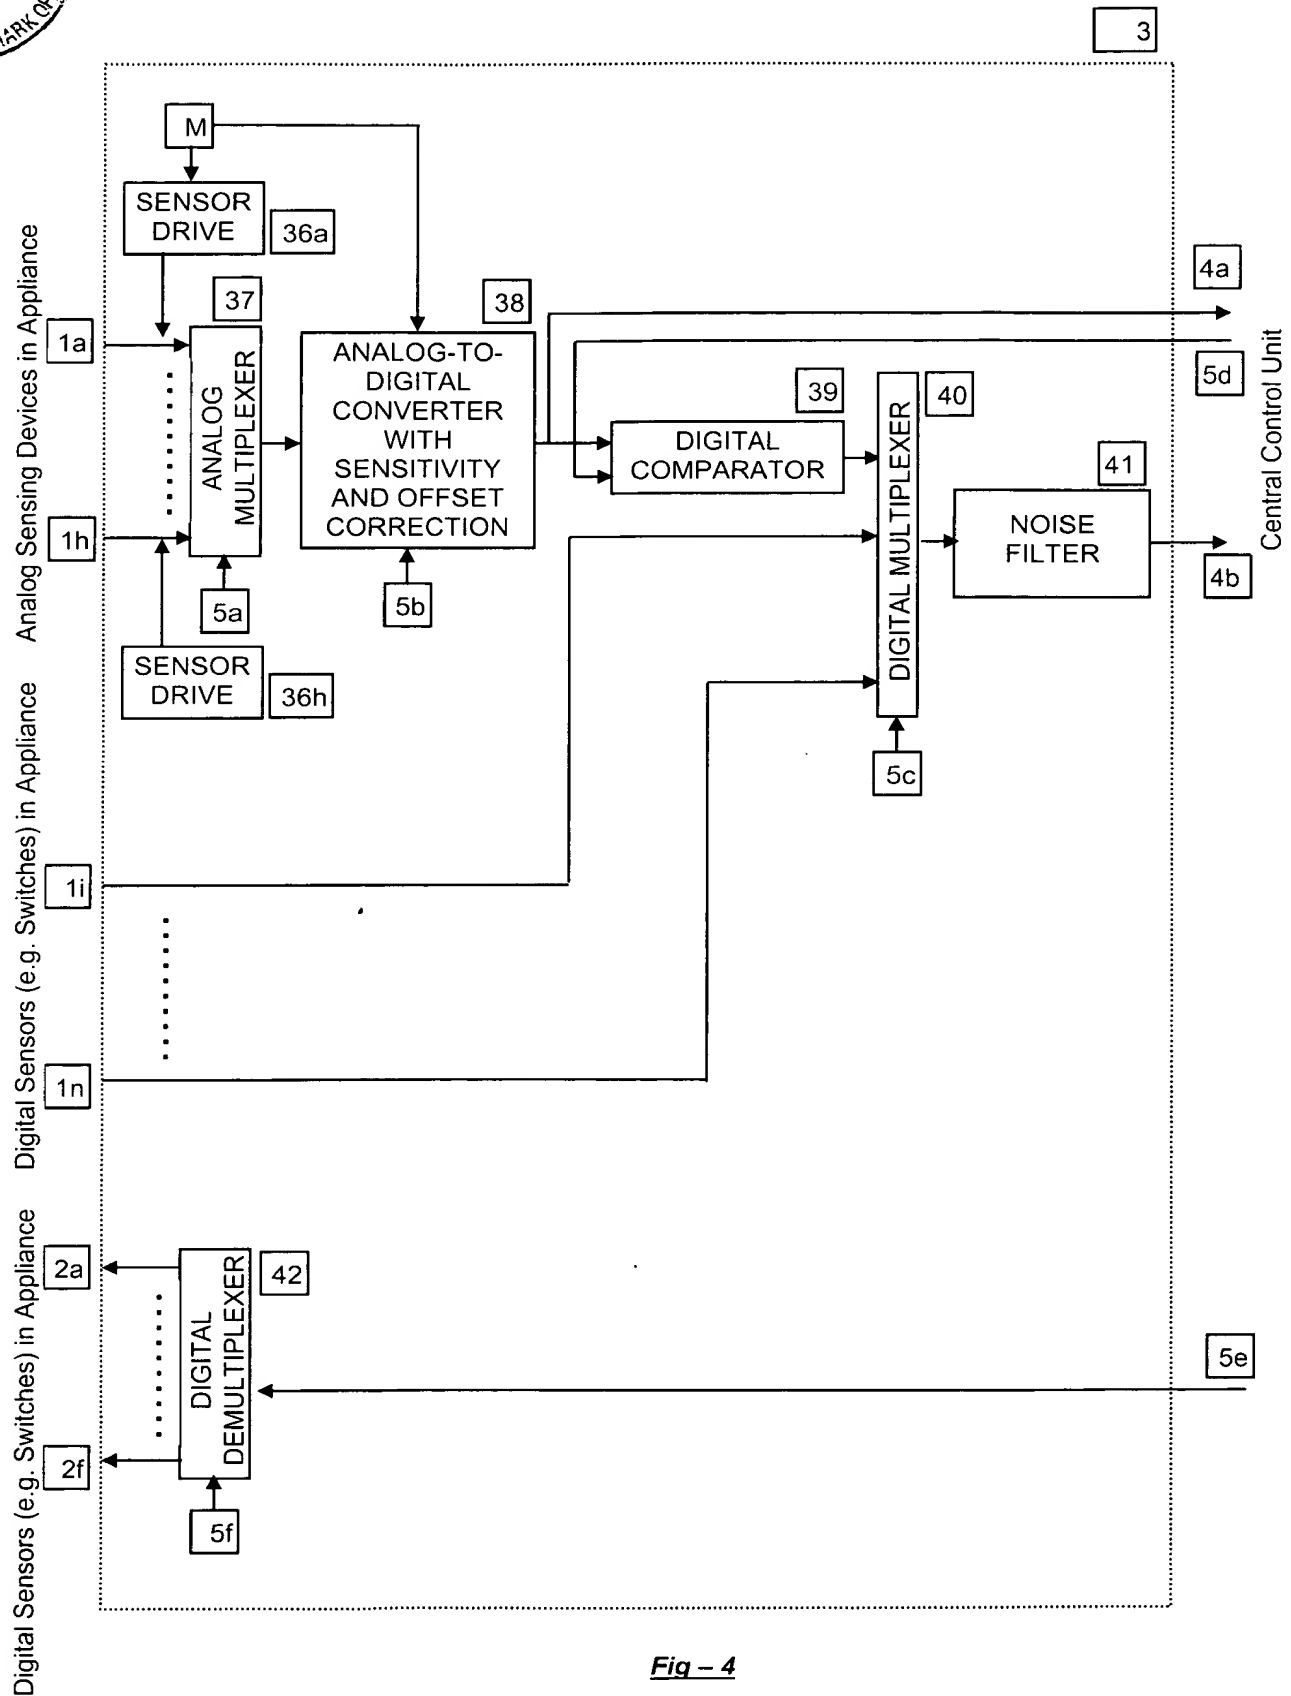 3
M
SENSOR
DRIVE
36a
37
38
4a
1a
ANALOG
MULTIPLEXER
ANALOG-TO-
DIGITAL
CONVERTER
WITH
SENSITIVITY
AND OFFSET
CORRECTION
5d
39
40
DIGITAL
COMPARATOR
DIGITAL MULTIPLEXER
41
NOISE
FILTER
1h
5a
5b
4b
SENSOR
DRIVE
36h
5c
1i
1n
2a
42
DIGITAL
DEMULTIPLEXER
5e
2f
5f
Analog Sensing Devices in Appliance
Digital Sensors (e.g. Switches) in Appliance
Digital Sensors (e.g. Switches) in Appliance
Central Control Unit
Fig – 4